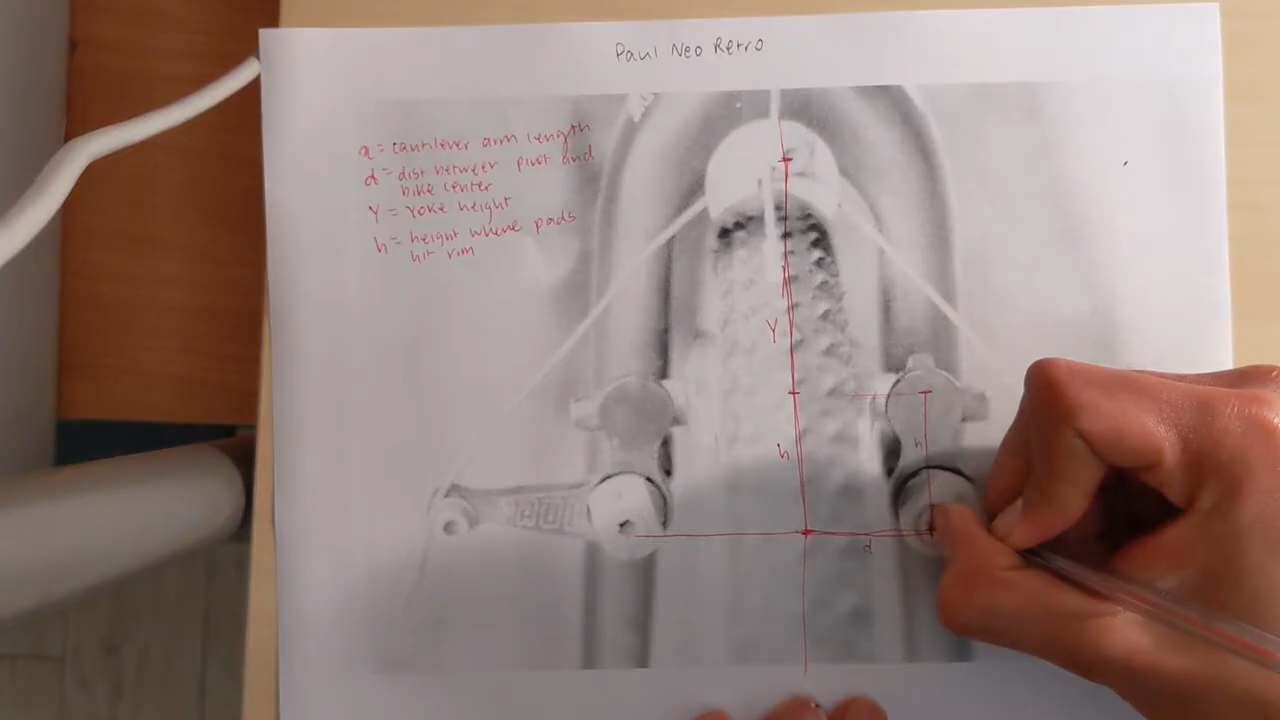 Paul Neo Retro
a = cantilever arm length
d = dist between pivot and
bike center
Y = Yoke height
h = height where pads
hit rim
Y
h
h
d
PAUL